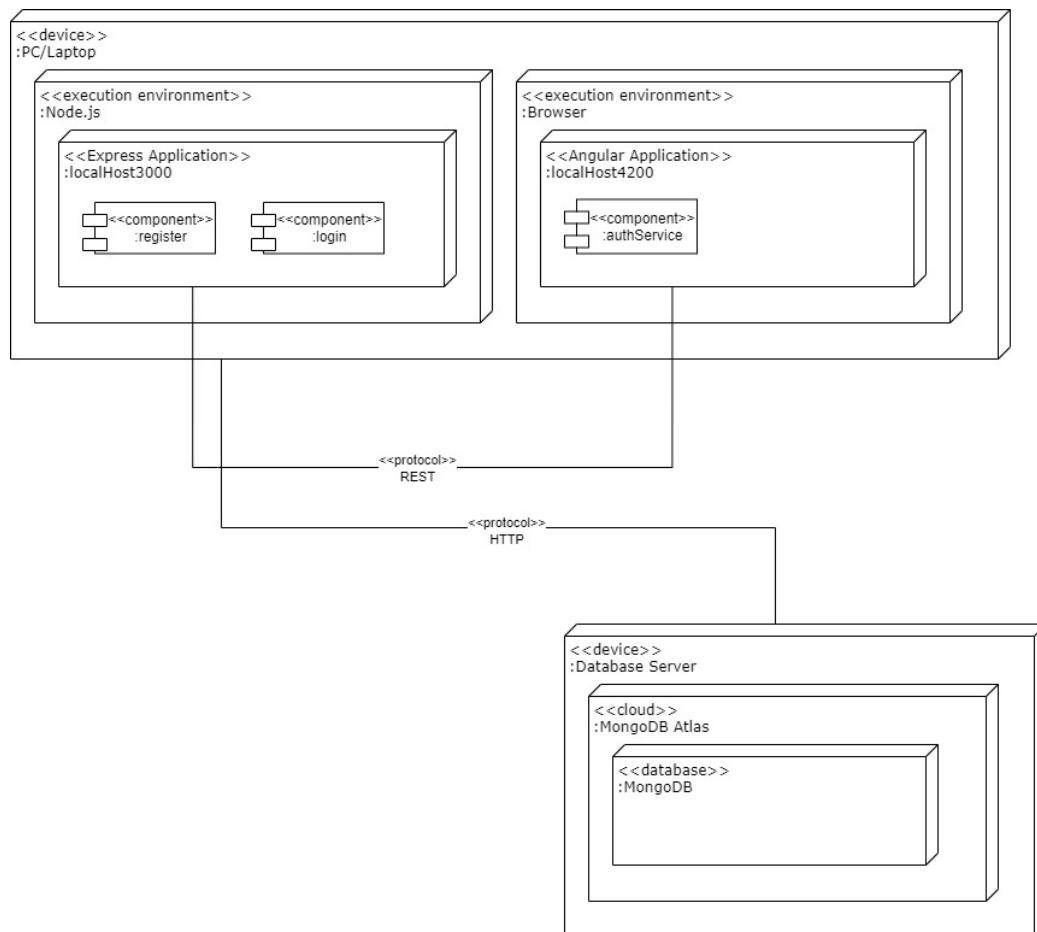 <<device>>
:PC/Laptop
<<execution environment>>
:Node.js
<<Express Application>>
:localHost3000
<<component>>
:register
<<component>>
:login
<<execution environment>>
:Browser
<<Angular Application>>
:localHost4200
<<component>>
:authService
<<protocol>>
REST
<<protocol>>
HTTP
<<device>>
:Database Server
<<cloud>>
:MongoDB Atlas
<<database>>
:MongoDB